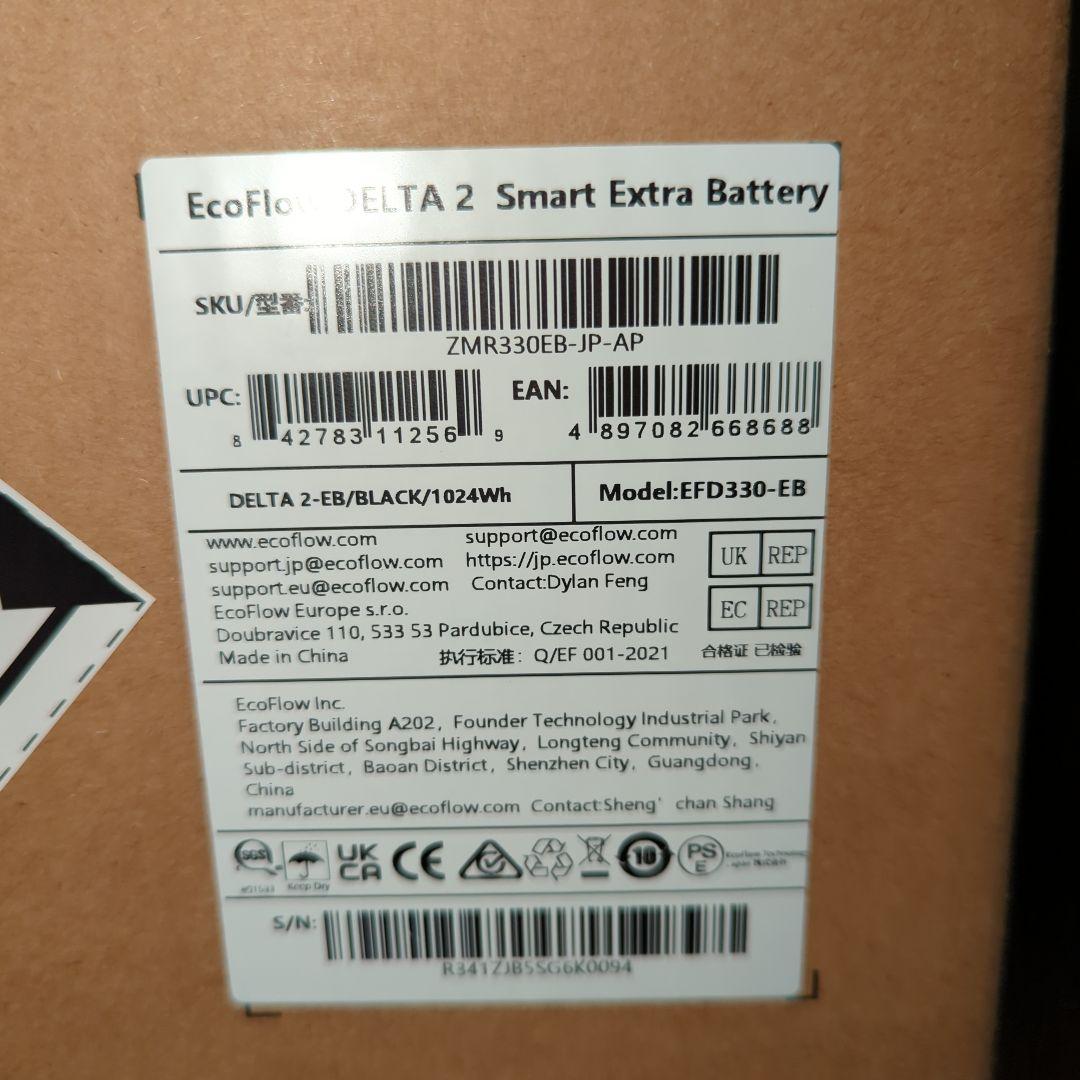 EcoFlow DELTA 2 Smart Extra Battery
SKU/型番:
ZMR330EB-JP-AP
UPC: 8 42783 11256 9 EAN: 4 897082 668688
DELTA 2-EB/BLACK/1024Wh Model:EFD330-EB
www.ecoflow.com support@ecoflow.com
support.jp@ecoflow.com https://jp.ecoflow.com
support.eu@ecoflow.com Contact:Dylan Feng
UK REP
EcoFlow Europe s.r.o.
EC REP
Doubravice 110, 533 53 Pardubice, Czech Republic
Made in China 执行标准: Q/EF 001-2021 合格证 已检验
EcoFlow Inc.
Factory Building A202, Founder Technology Industrial Park,
North Side of Songbai Highway, Longteng Community, Shiyan
Sub-district, Baoan District, Shenzhen City, Guangdong,
China
manufacturer.eu@ecoflow.com Contact:Sheng' chan Shang
SGS Keep Dry UK CA CE 10 PS E EcoFlow Technology
S/N:
R341ZJB5SG6K0094